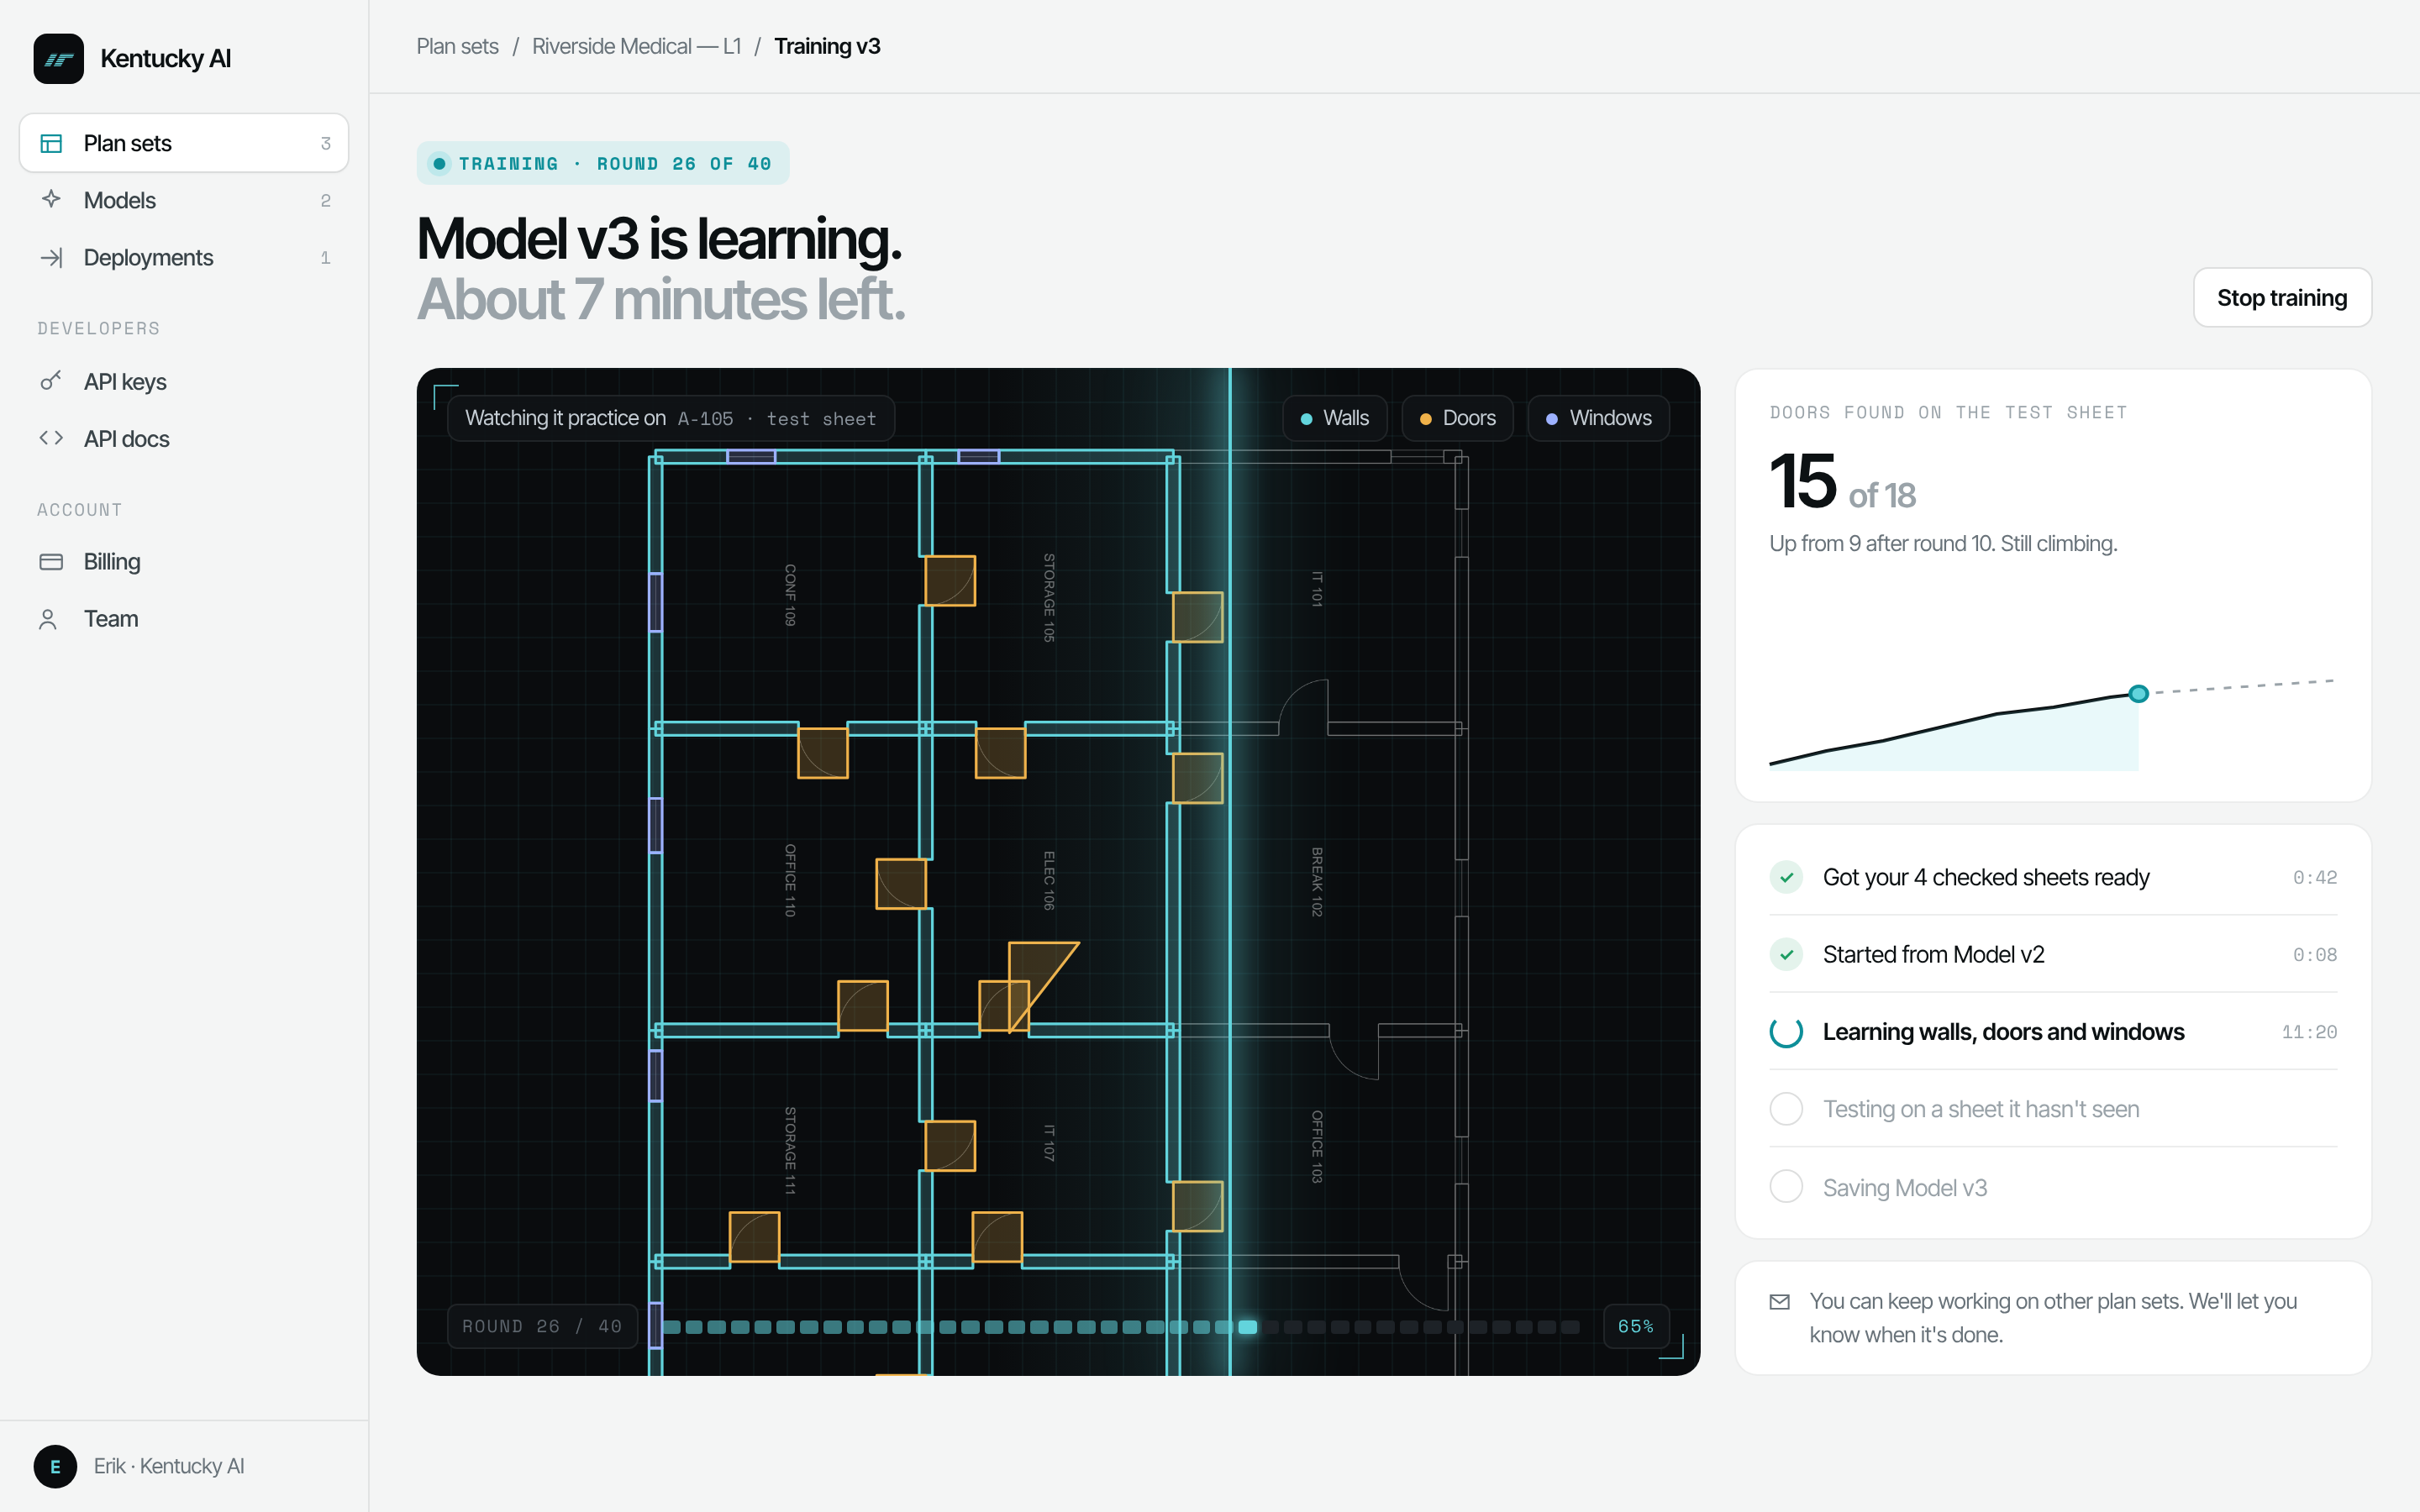 Kentucky AI
Plan sets 3
Models 2
Deployments 1
DEVELOPERS
API keys
API docs
ACCOUNT
Billing
Team
E
Erik · Kentucky AI
Plan sets / Riverside Medical — L1 / Training v3
TRAINING · ROUND 26 OF 40
Model v3 is learning.
About 7 minutes left.
Stop training
Watching it practice on A-105 · test sheet
Walls
Doors
Windows
CONF 109
STORAGE 105
IT 101
OFFICE 110
ELEC 106
BREAK 102
STORAGE 111
IT 107
OFFICE 103
ROUND 26 / 40
65%
DOORS FOUND ON THE TEST SHEET
15 of 18
Up from 9 after round 10. Still climbing.
Got your 4 checked sheets ready 0:42
Started from Model v2 0:08
Learning walls, doors and windows 11:20
Testing on a sheet it hasn't seen
Saving Model v3
You can keep working on other plan sets. We'll let you
know when it's done.